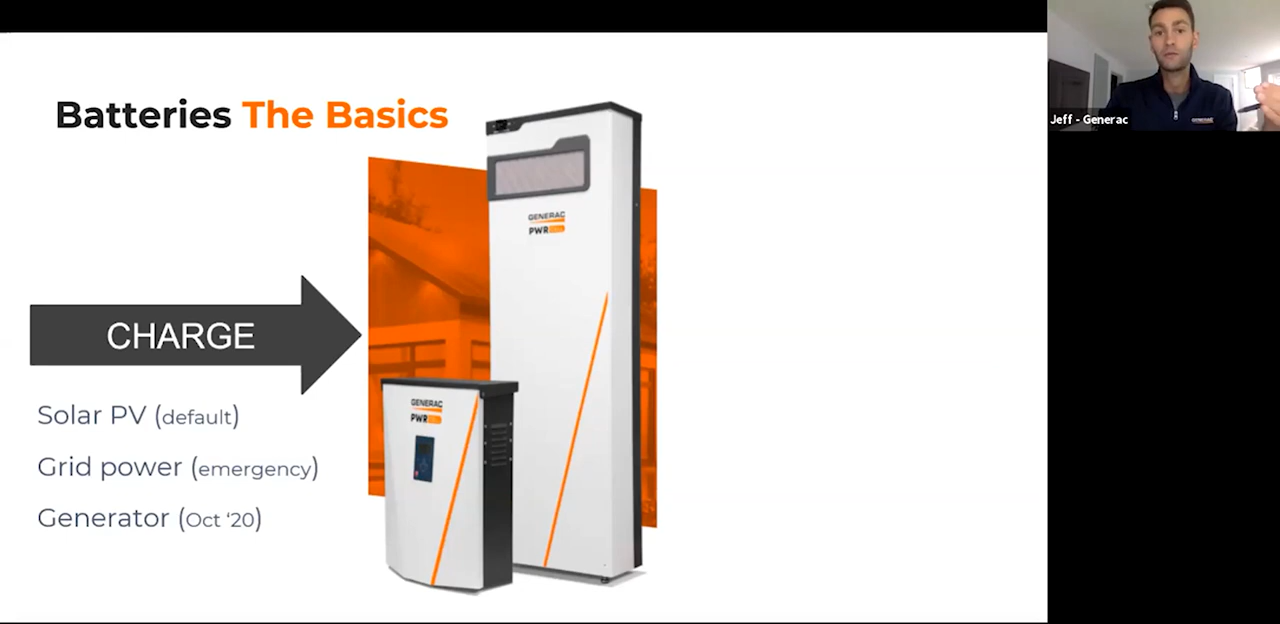 Batteries The Basics
GENERAC
PWR
CHARGE
GENERAC
PWR
Solar PV (default)
Grid power (emergency)
Generator (Oct ‘20)
Jeff - Generac